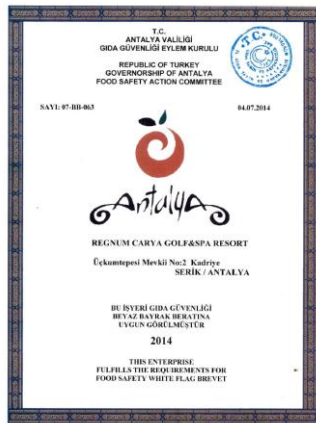 T.C.
ANTALYA VALİLİĞİ
GIDA GÜVENLİĞİ EYLEM KURULU
REPUBLIC OF TURKEY
GOVERNORSHIP OF ANTALYA
FOOD SAFETY ACTION COMMITTEE
SAYI: 07-BB-063
04.07.2014
Antalya
REGNUM CARYA GOLF&SPA RESORT
Üçkumtepesi Mevkii No:2 Kadriye
SERİK / ANTALYA
BU İŞYERİ GIDA GÜVENLİĞİ
BEYAZ BAYRAK BERATINA
UYGUN GÖRÜLMÜŞTÜR
2014
THIS ENTERPRISE
FULFILLS THE REQUIREMENTS FOR
FOOD SAFETY WHITE FLAG BREVET